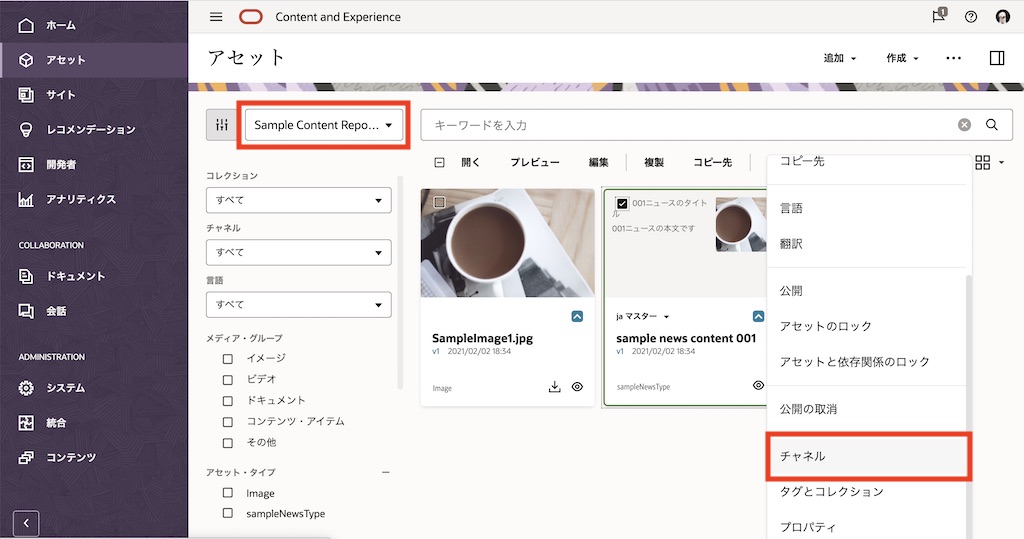 ホーム
アセット
サイト
レコメンデーション
開発者
アナリティクス
COLLABORATION
ドキュメント
会話
ADMINISTRATION
システム
統合
コンテンツ
Content and Experience
1
アセット
追加
作成
Sample Content Repo...
キーワードを入力
開く プレビュー 編集 複製 コピー先
コレクション
すべて
チャネル
すべて
言語
すべて
メディア・グループ
イメージ
ビデオ
ドキュメント
コンテンツ・アイテム
その他
アセット・タイプ
Image
sampleNewsType
SampleImage1.jpg
v1 2021/02/02 18:34
Image
001ニュースのタイト
ル
001ニュースの本文です
ja マスター
sample news content 001
v1 2021/02/02 18:34
sampleNewsType
コピー先
言語
翻訳
公開
アセットのロック
アセットと依存関係のロック
公開の取消
チャネル
タグとコレクション
プロパティ